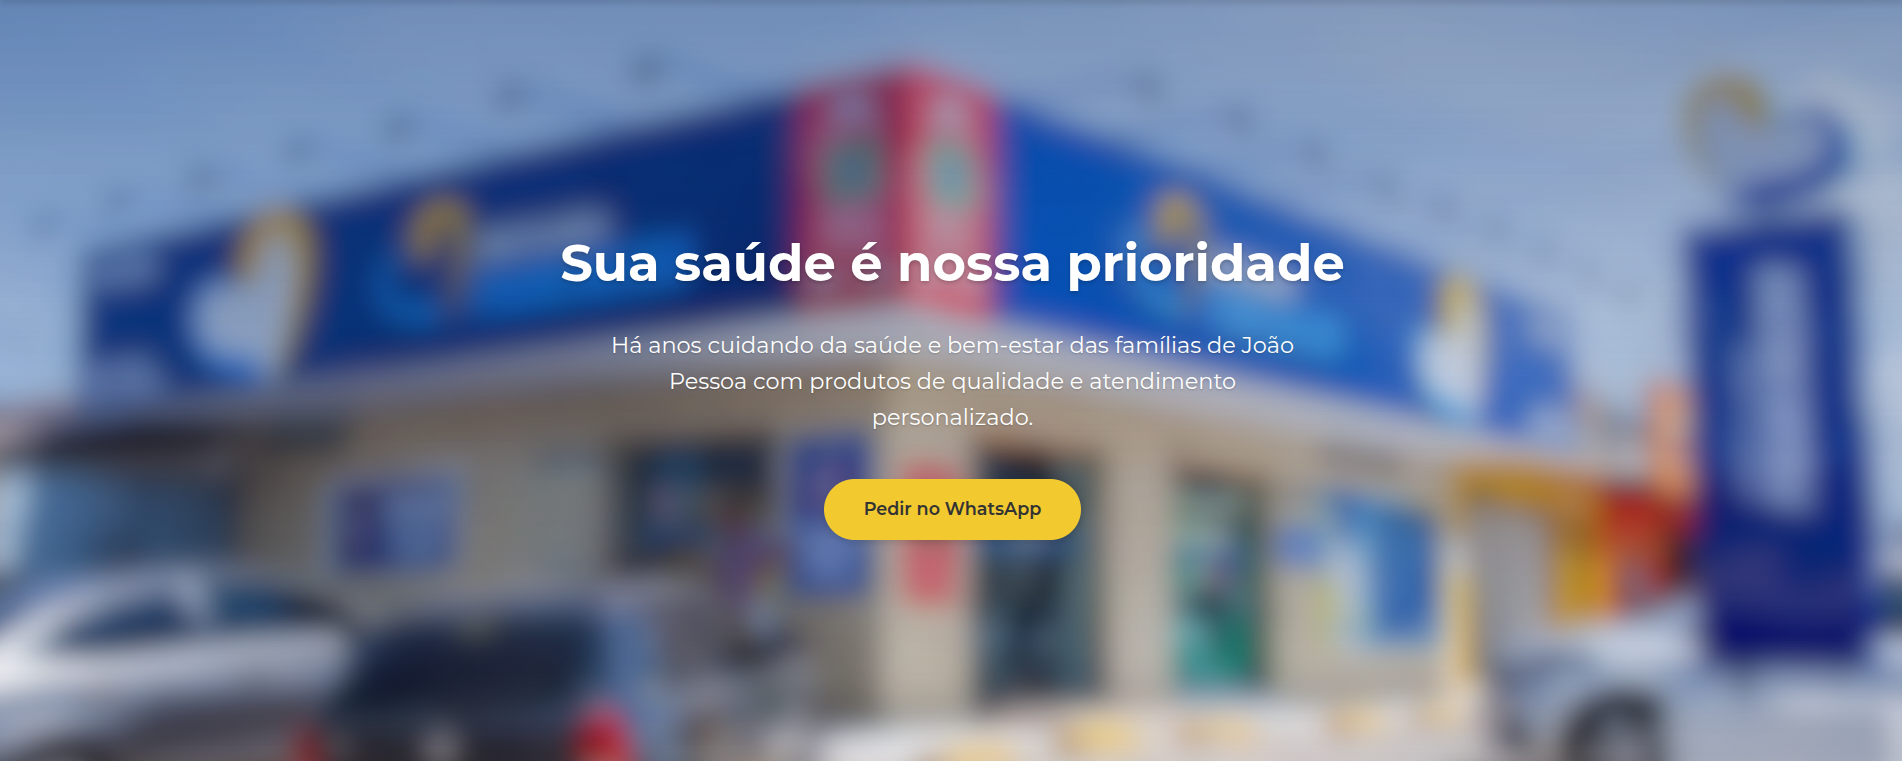 Sua saúde é nossa prioridade
Há anos cuidando da saúde e bem-estar das famílias de João
Pessoa com produtos de qualidade e atendimento
personalizado.
Pedir no WhatsApp